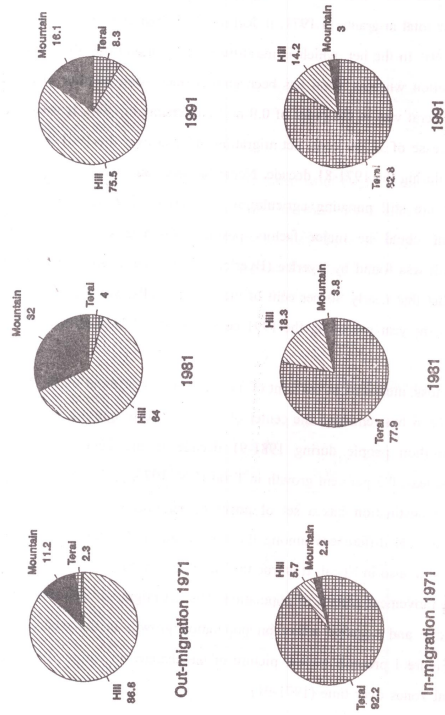 Mountain
11.2
Terai
2.3
Hill
86.6
Out-migration 1971
Mountain
32
Terai
4
Hill
64
1981
Mountain
16.1
Terai
8.3
Hill
75.5
1991
Hill
5.7
Mountain
2.2
Terai
92.2
In-migration 1971
Hill
18.3
Mountain
3.8
Terai
77.9
1981
Hill
14.2
Mountain
3
Terai
82.8
1991